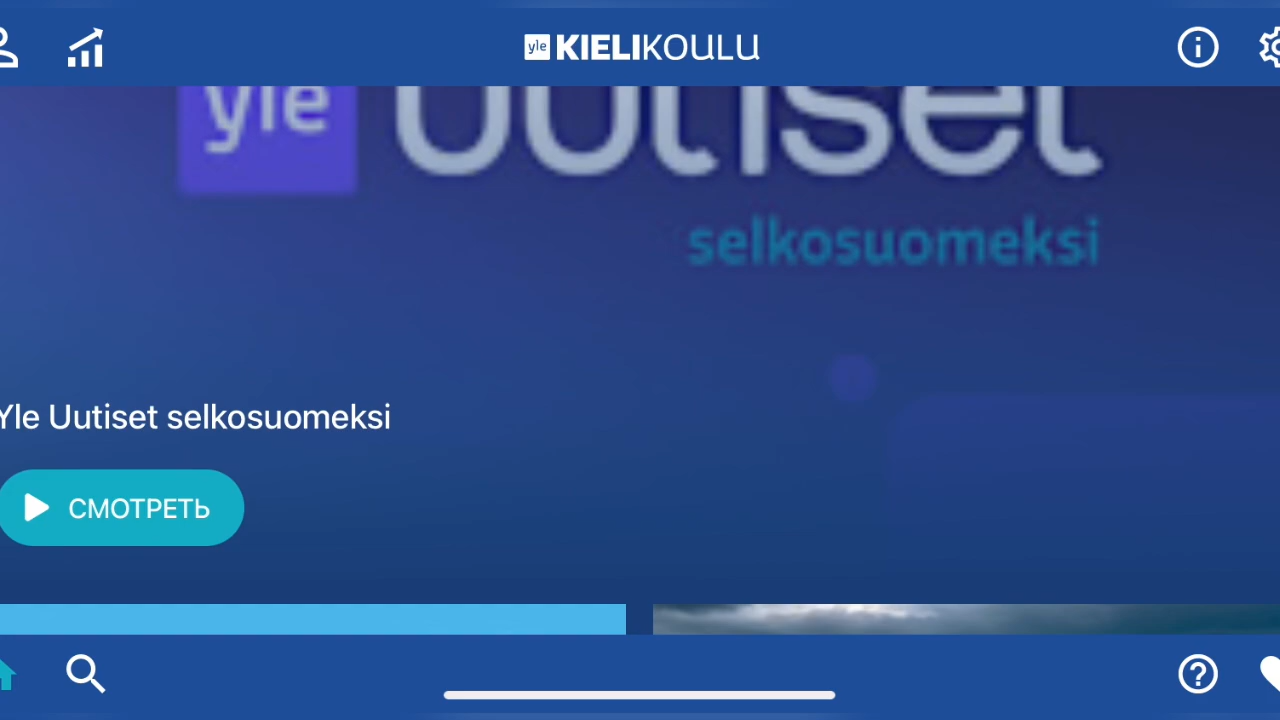 yle KIELIKOULU
yle Uutiset
selkosuomeksi
Yle Uutiset selkosuomeksi
СМОТРЕТЬ